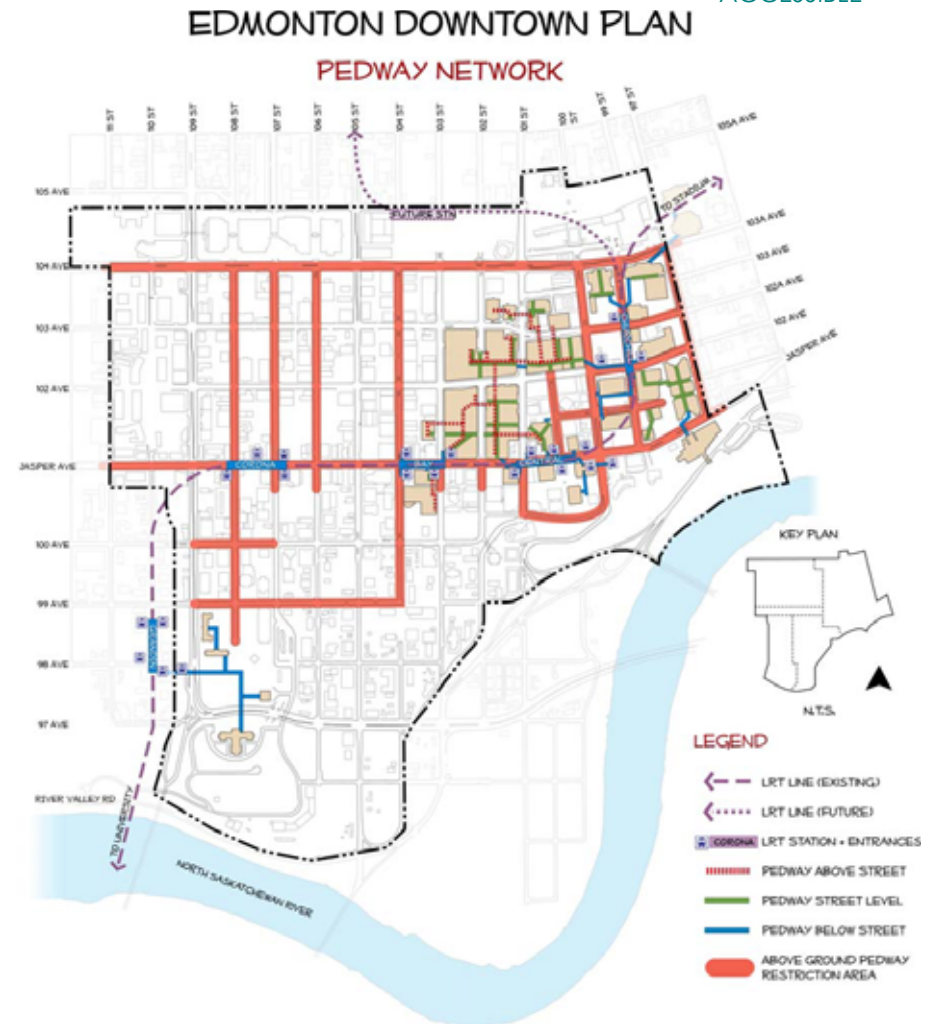 ACCESSIBLE
EDMONTON DOWNTOWN PLAN
PEDWAY NETWORK
111 ST
110 ST
109 ST
108 ST
107 ST
106 ST
105 ST
104 ST
103 ST
102 ST
101 ST
100 ST
99 ST
97 ST
105A AVE
105 AVE
TO STADIUM
FUTURE STN
103A AVE
104 AVE
103 AVE
102A AVE
103 AVE
102 AVE
JASPER AVE
102 AVE
JASPER AVE
CORONA
BAY
CENTRAL
100 AVE
KEY PLAN
99 AVE
98 AVE
N.T.S.
97 AVE
LEGEND
LRT LINE (EXISTING)
RIVER VALLEY RD
LRT LINE (FUTURE)
TO UNIVERSITY
CORONA LRT STATION + ENTRANCES
NORTH SASKATCHEWAN RIVER
PEDWAY ABOVE STREET
PEDWAY STREET LEVEL
PEDWAY BELOW STREET
ABOVE GROUND PEDWAY
RESTRICTION AREA